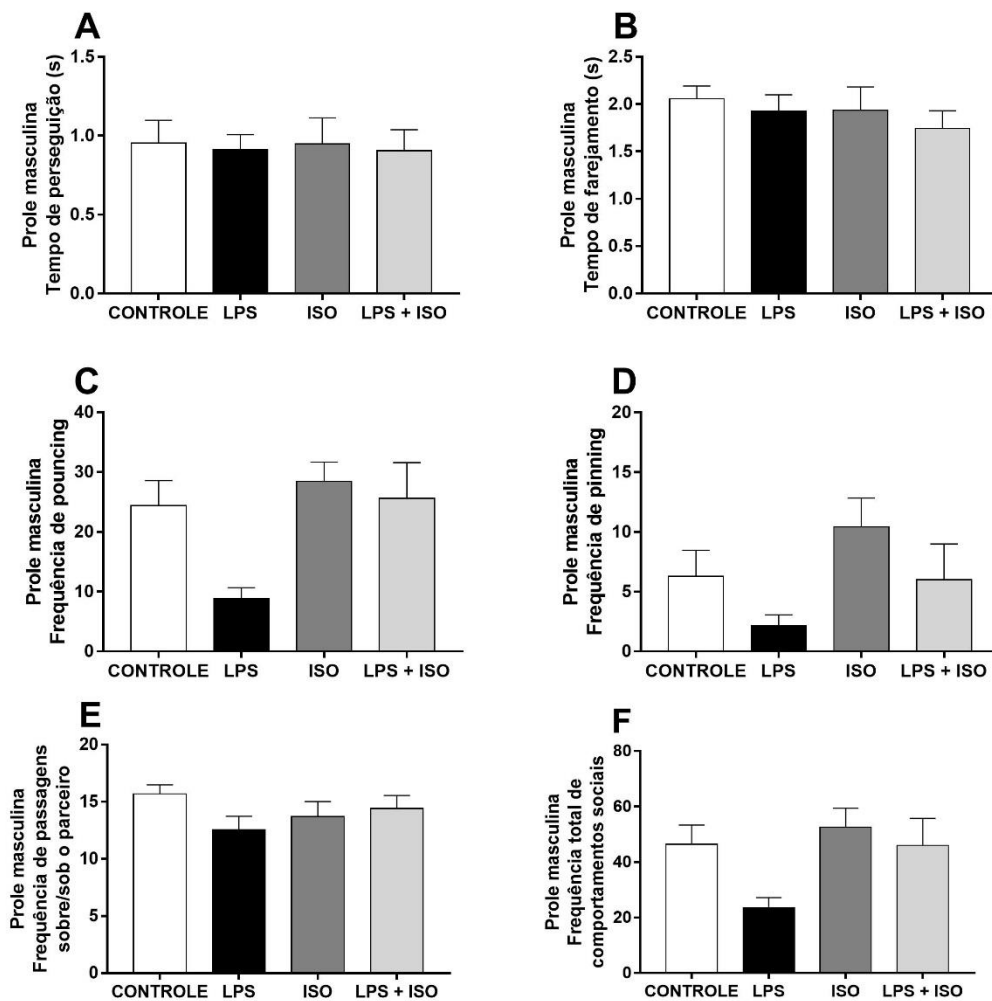 A
Prole masculina
Tempo de perseguição (s)
1.5
1.0
0.5
0.0
CONTROLE LPS ISO LPS + ISO
B
Prole masculina
Tempo de farejamento (s)
2.5
2.0
1.5
1.0
0.5
0.0
CONTROLE LPS ISO LPS + ISO
C
Prole masculina
Frequência de pouncing
40
30
20
10
0
CONTROLE LPS ISO LPS + ISO
D
Prole masculina
Frequência de pinning
20
15
10
5
0
CONTROLE LPS ISO LPS + ISO
E
Prole masculina
Frequência de passagens
sobre/sob o parceiro
20
15
10
5
0
CONTROLE LPS ISO LPS + ISO
F
Prole masculina
Frequência total de
comportamentos sociais
80
60
40
20
0
CONTROLE LPS ISO LPS + ISO